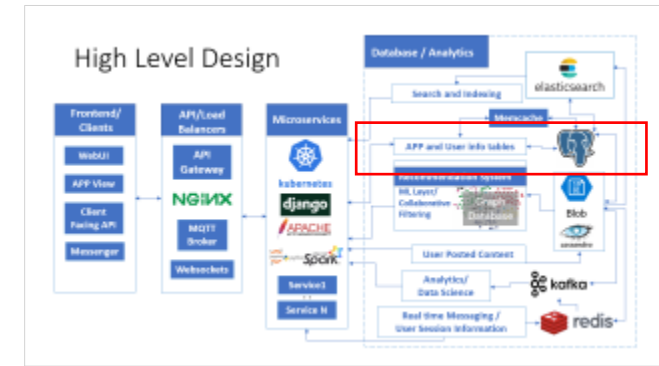 High Level Design
Database / Analytics
elasticsearch
Search and Indexing
Memcache
Frontend/
Clients
API/Load
Balancers
Microservices
APP and User info tables
WebUI
API
Gateway
kubernetes
Recommendation System
APP View
NGINX
django
ML Layer/
Collaborative
Filtering
Graph
Database
Blob
Client
Facing API
MQTT
Broker
APACHE
cassandra
Messenger
Spark
User Posted Content
Websockets
Service1
Analytics/
Data Science
kafka
Service N
Real time Messaging /
User Session Information
redis